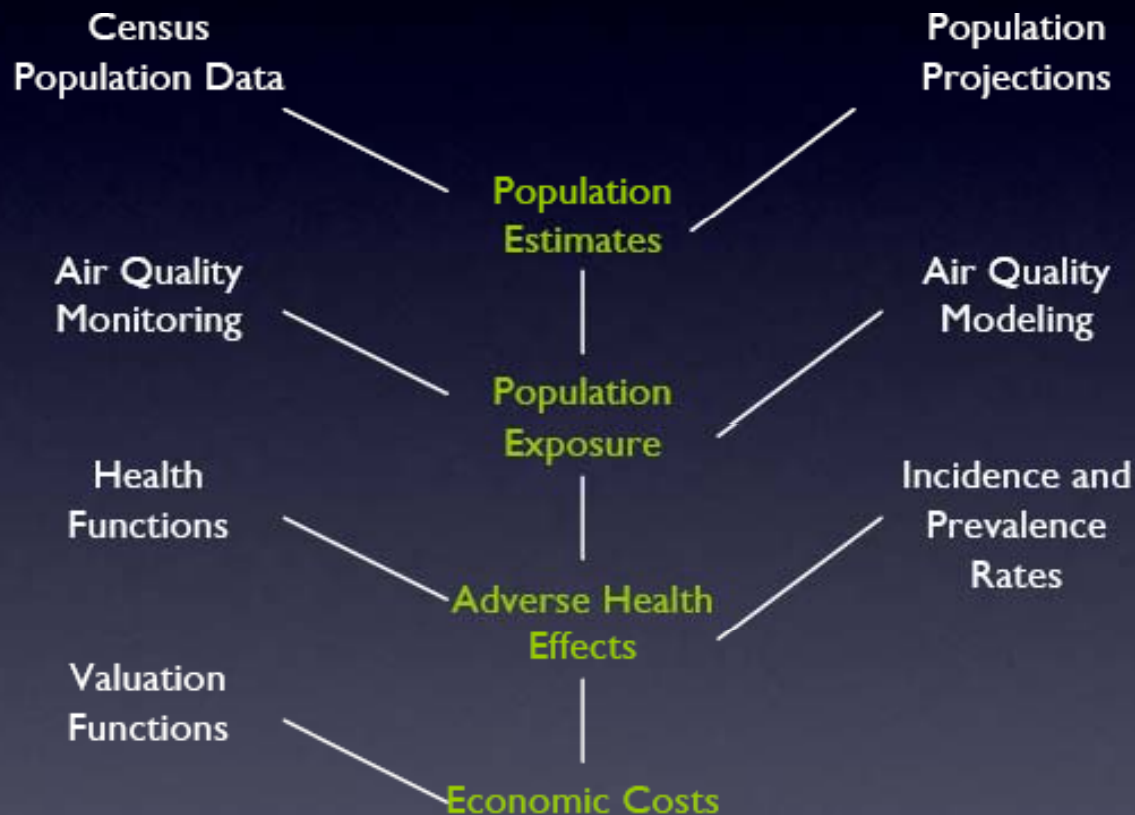 Census
Population Data
Population
Projections
Population
Estimates
Air Quality
Monitoring
Air Quality
Modeling
Population
Exposure
Health
Functions
Incidence and
Prevalence
Rates
Adverse Health
Effects
Valuation
Functions
Economic Costs